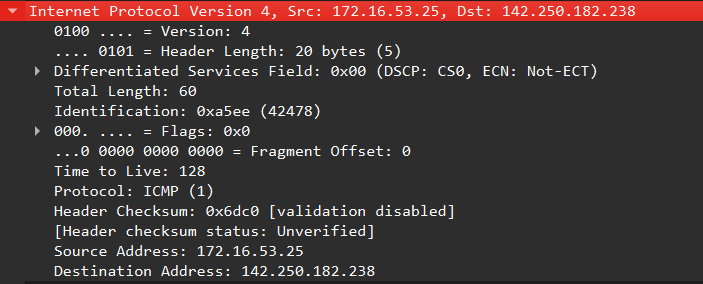 Internet Protocol Version 4, Src: 172.16.53.25, Dst: 142.250.182.238
0100 .... = Version: 4
.... 0101 = Header Length: 20 bytes (5)
Differentiated Services Field: 0x00 (DSCP: CS0, ECN: Not-ECT)
Total Length: 60
Identification: 0xa5ee (42478)
000. .... = Flags: 0x0
...0 0000 0000 0000 = Fragment Offset: 0
Time to Live: 128
Protocol: ICMP (1)
Header Checksum: 0x6dc0 [validation disabled]
[Header checksum status: Unverified]
Source Address: 172.16.53.25
Destination Address: 142.250.182.238